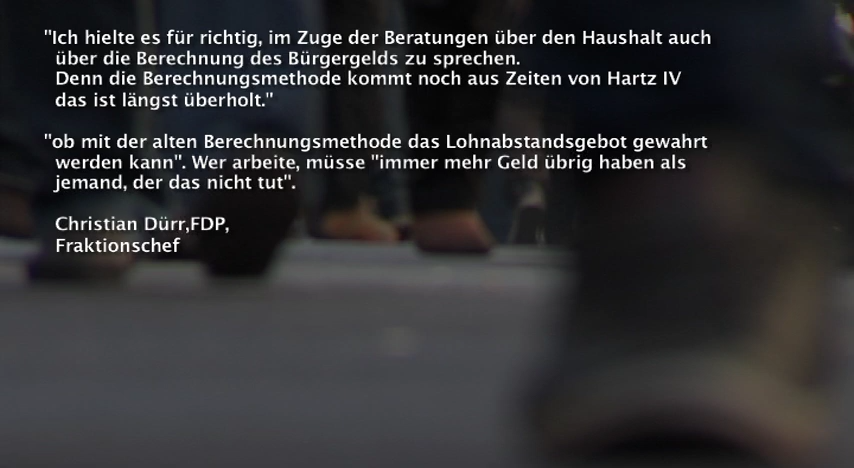 "Ich hielte es für richtig, im Zuge der Beratungen über den Haushalt auch
über die Berechnung des Bürgergelds zu sprechen.
Denn die Berechnungsmethode kommt noch aus Zeiten von Hartz IV
das ist längst überholt."
"ob mit der alten Berechnungsmethode das Lohnabstandsgebot gewahrt
werden kann". Wer arbeite, müsse "immer mehr Geld übrig haben als
jemand, der das nicht tut".
Christian Dürr,FDP,
Fraktionschef